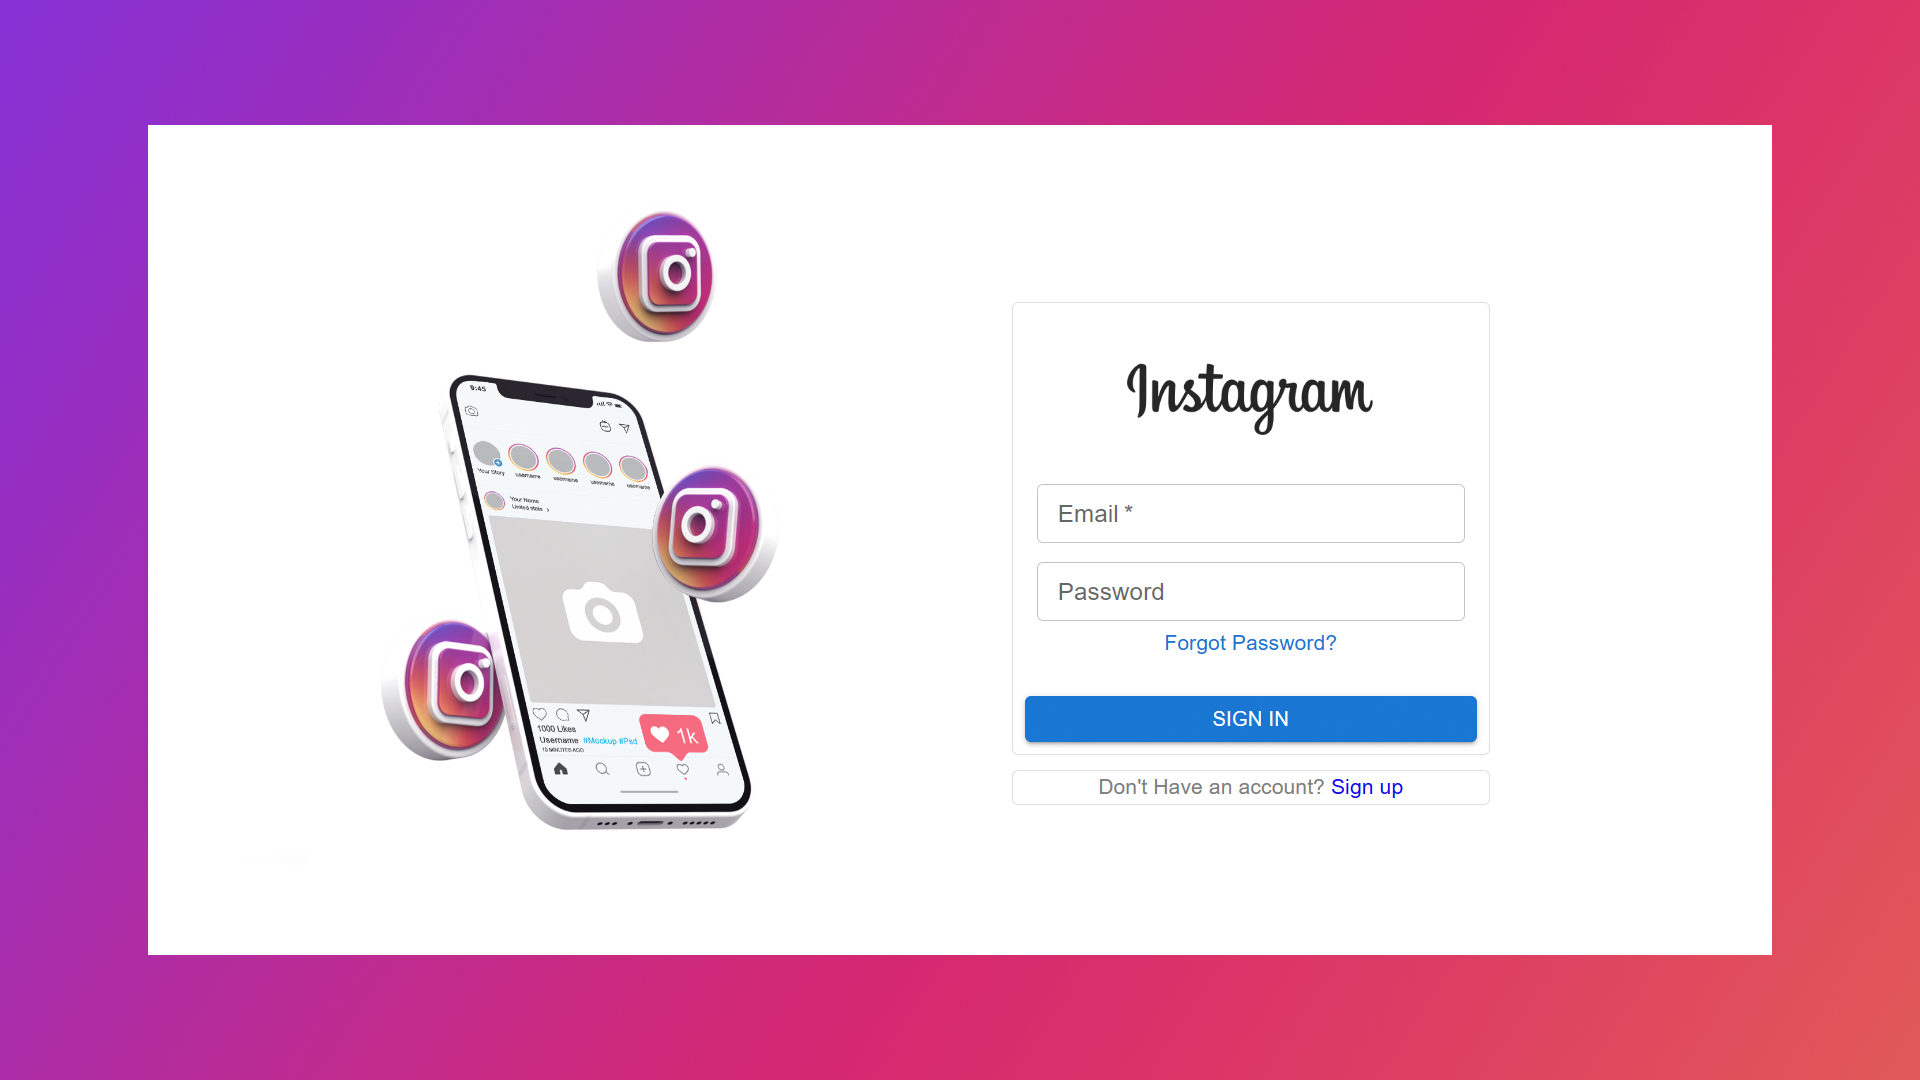 9:45
Your Story
username
username
username
username
Your Name
United state >
1000 Likes
Username #Mockup #Psd
15 MINUTES AGO
1k
Instagram
Email *
Password
Forgot Password?
SIGN IN
Don't Have an account? Sign up